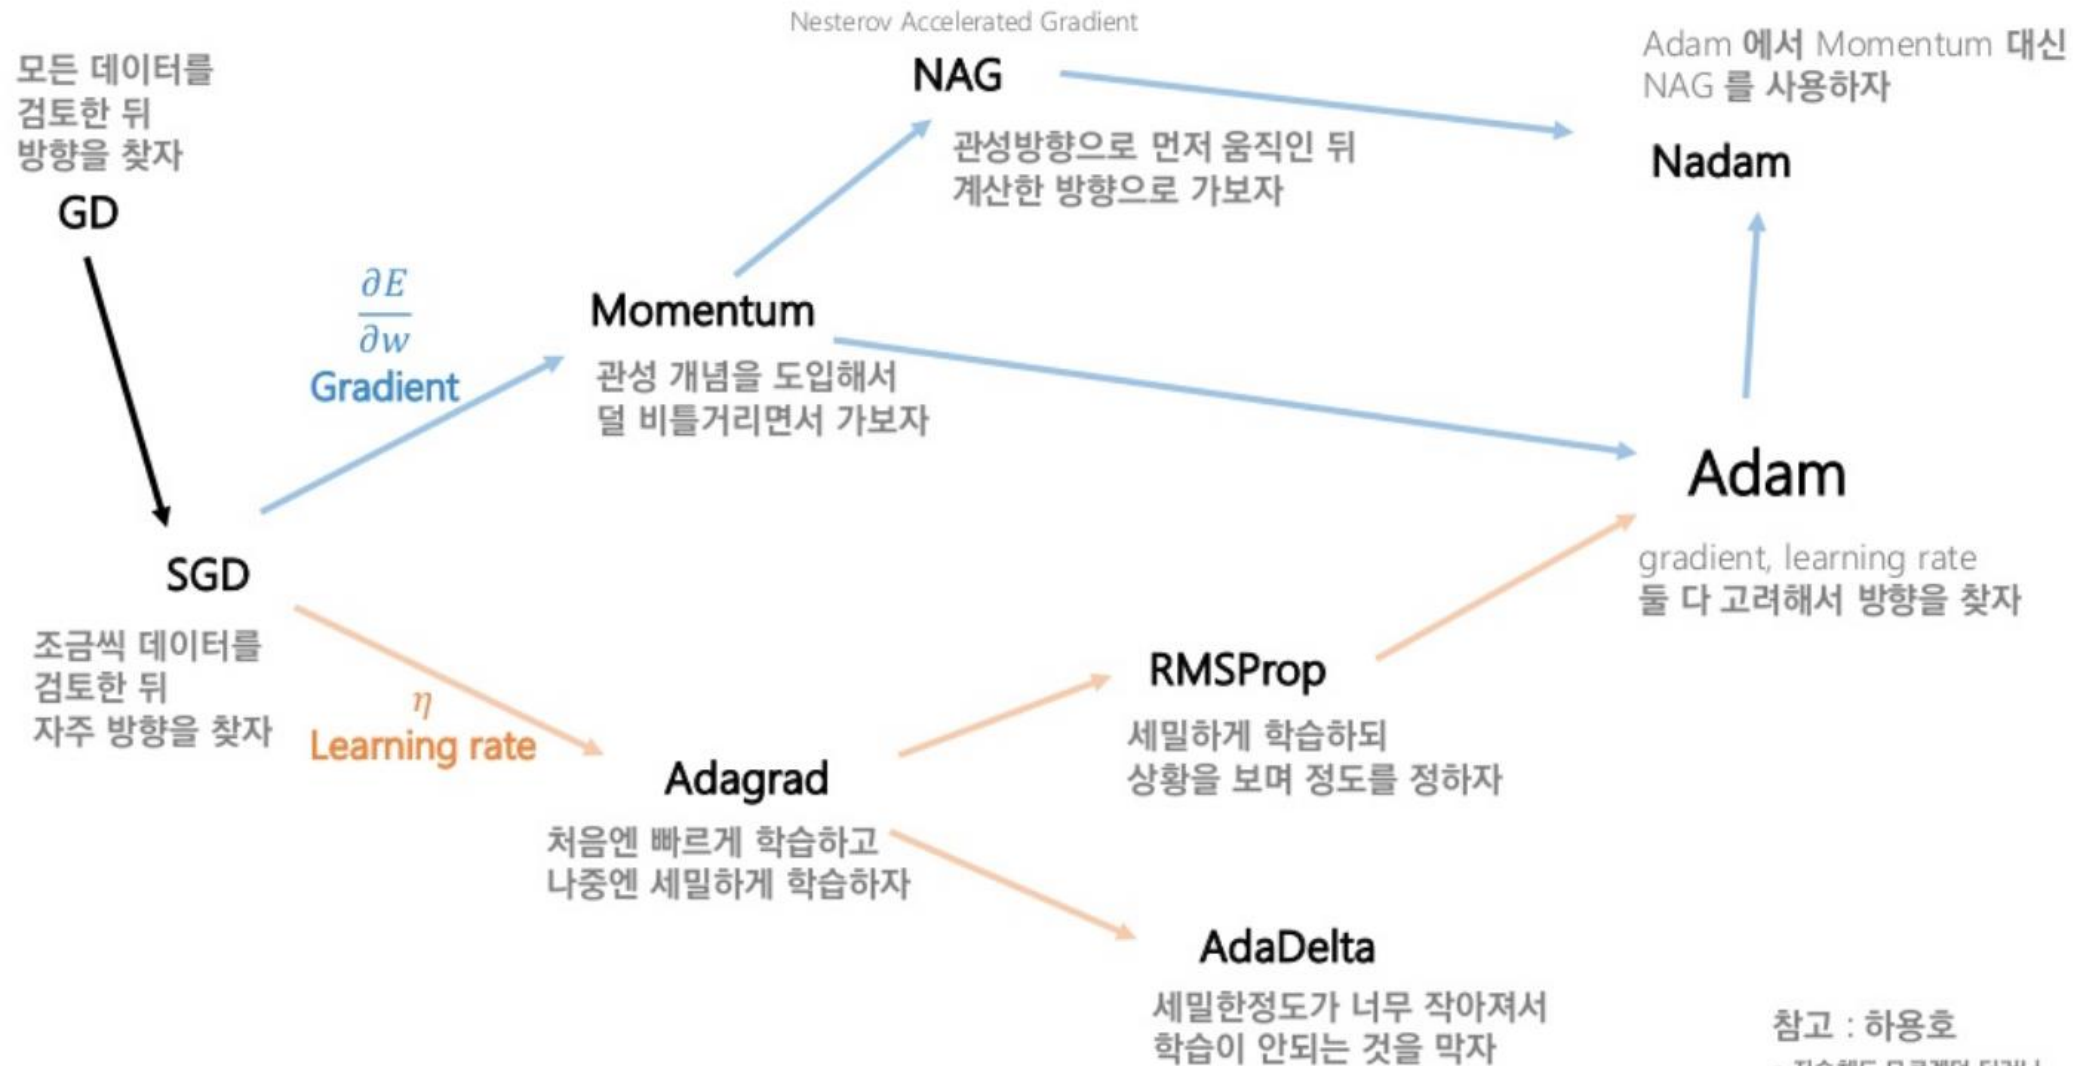 모든 데이터를
검토한 뒤
방향을 찾자
GD
Nesterov Accelerated Gradient
NAG
관성방향으로 먼저 움직인 뒤
계산한 방향으로 가보자
Adam 에서 Momentum 대신
NAG 를 사용하자
Nadam
∂E
∂w
Gradient
Momentum
관성 개념을 도입해서
덜 비틀거리면서 가보자
Adam
gradient, learning rate
둘 다 고려해서 방향을 찾자
SGD
조금씩 데이터를
검토한 뒤
자주 방향을 찾자
η
Learning rate
Adagrad
처음엔 빠르게 학습하고
나중엔 세밀하게 학습하자
RMSProp
세밀하게 학습하되
상황을 보며 정도를 정하자
AdaDelta
세밀한정도가 너무 작아져서
학습이 안되는 것을 막자
참고 : 하용호